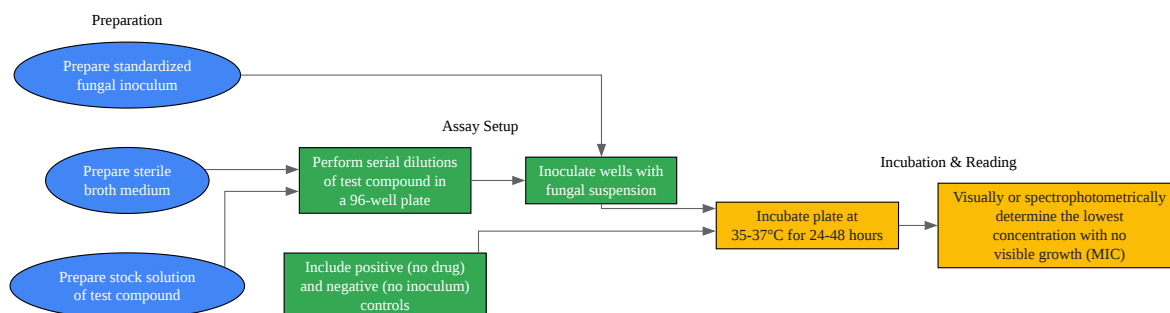 Preparation
Prepare standardized
fungal inoculum
Assay Setup
Prepare sterile
broth medium
Perform serial dilutions
of test compound in
a 96-well plate
Inoculate wells with
fungal suspension
Incubation & Reading
Visually or spectrophotometrically
determine the lowest
concentration with no
visible growth (MIC)
Incubate plate at
35-37°C for 24-48 hours
Prepare stock solution
of test compound
Include positive (no drug)
and negative (no inoculum)
controls